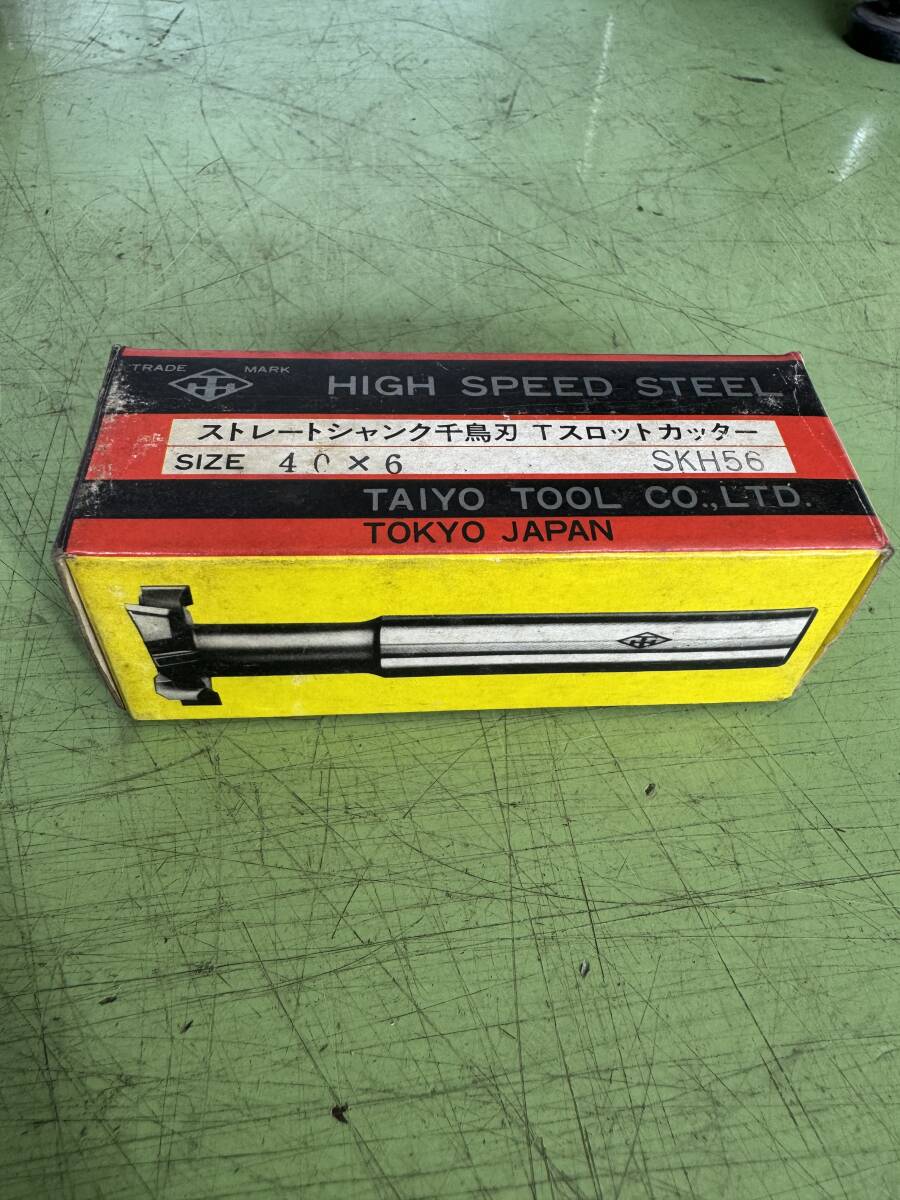 TRADE MARK
HIGH SPEED STEEL
ストレートシャンク千鳥刃 Tスロットカッター
SIZE 40×6 SKH56
TAIYO TOOL CO.,LTD.
TOKYO JAPAN